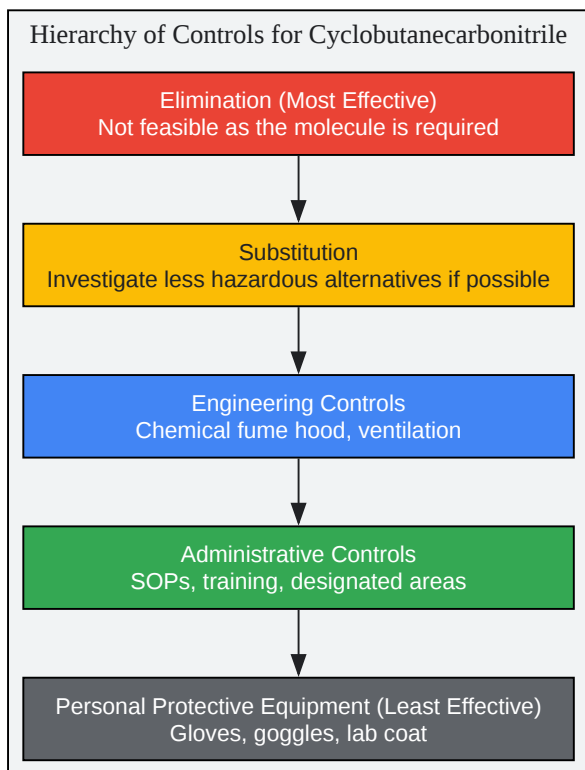 Hierarchy of Controls for Cyclobutanecarbonitrile
Elimination (Most Effective)
Not feasible as the molecule is required
Substitution
Investigate less hazardous alternatives if possible
Engineering Controls
Chemical fume hood, ventilation
Administrative Controls
SOPs, training, designated areas
Personal Protective Equipment (Least Effective)
Gloves, goggles, lab coat